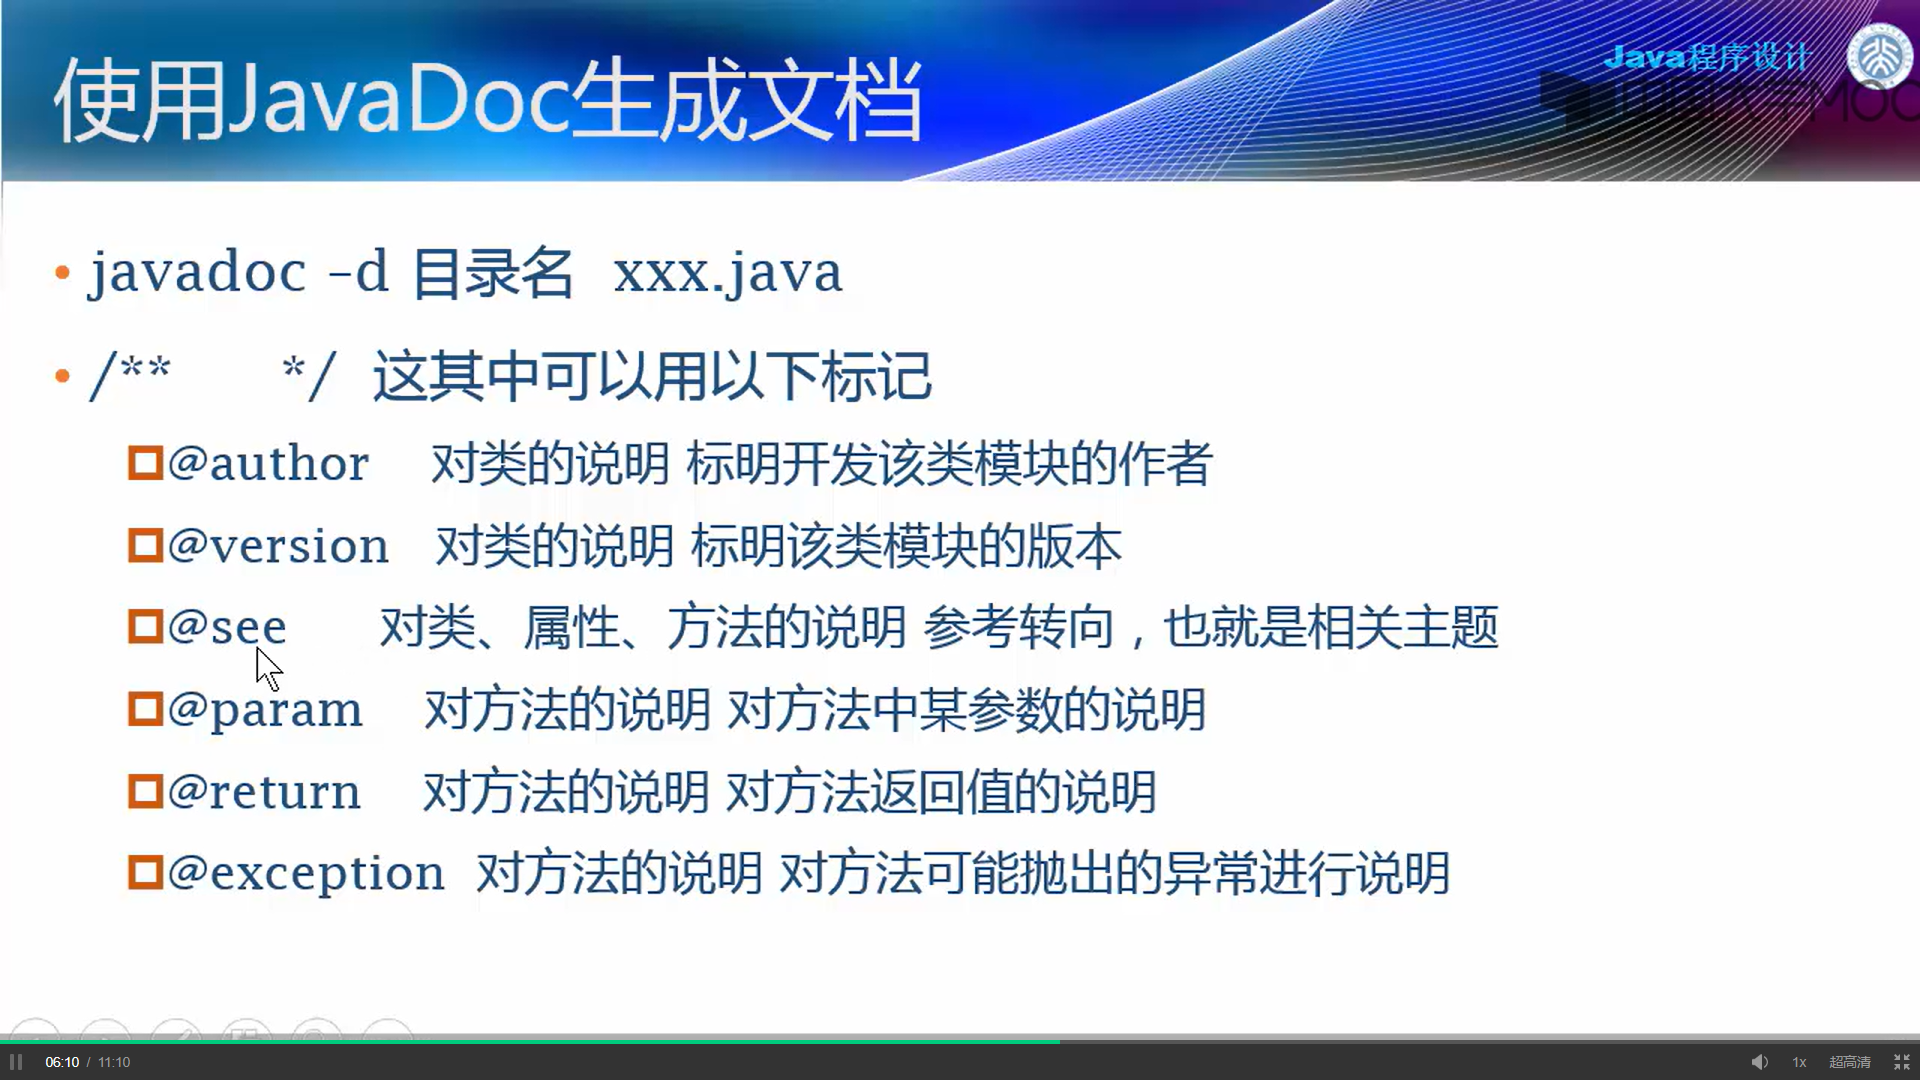 使用JavaDoc生成文档
Java程序设计
• javadoc -d 目录名 xxx.java
• /** */ 这其中可以用以下标记
@author 对类的说明 标明开发该类模块的作者
@version 对类的说明 标明该类模块的版本
@see 对类、属性、方法的说明 参考转向，也就是相关主题
@param 对方法的说明 对方法中某参数的说明
@return 对方法的说明 对方法返回值的说明
@exception 对方法的说明 对方法可能抛出的异常进行说明
06:10 / 11:10
1x 超高清